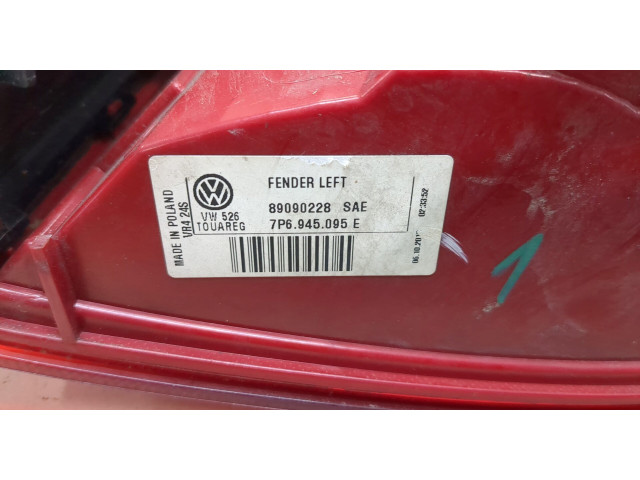 FENDER LEFT
89090228 SAE
7P6.945.095 E
VW 526
TOUAREG
MADE IN POLAND
VR4 24S
02:33:52
1